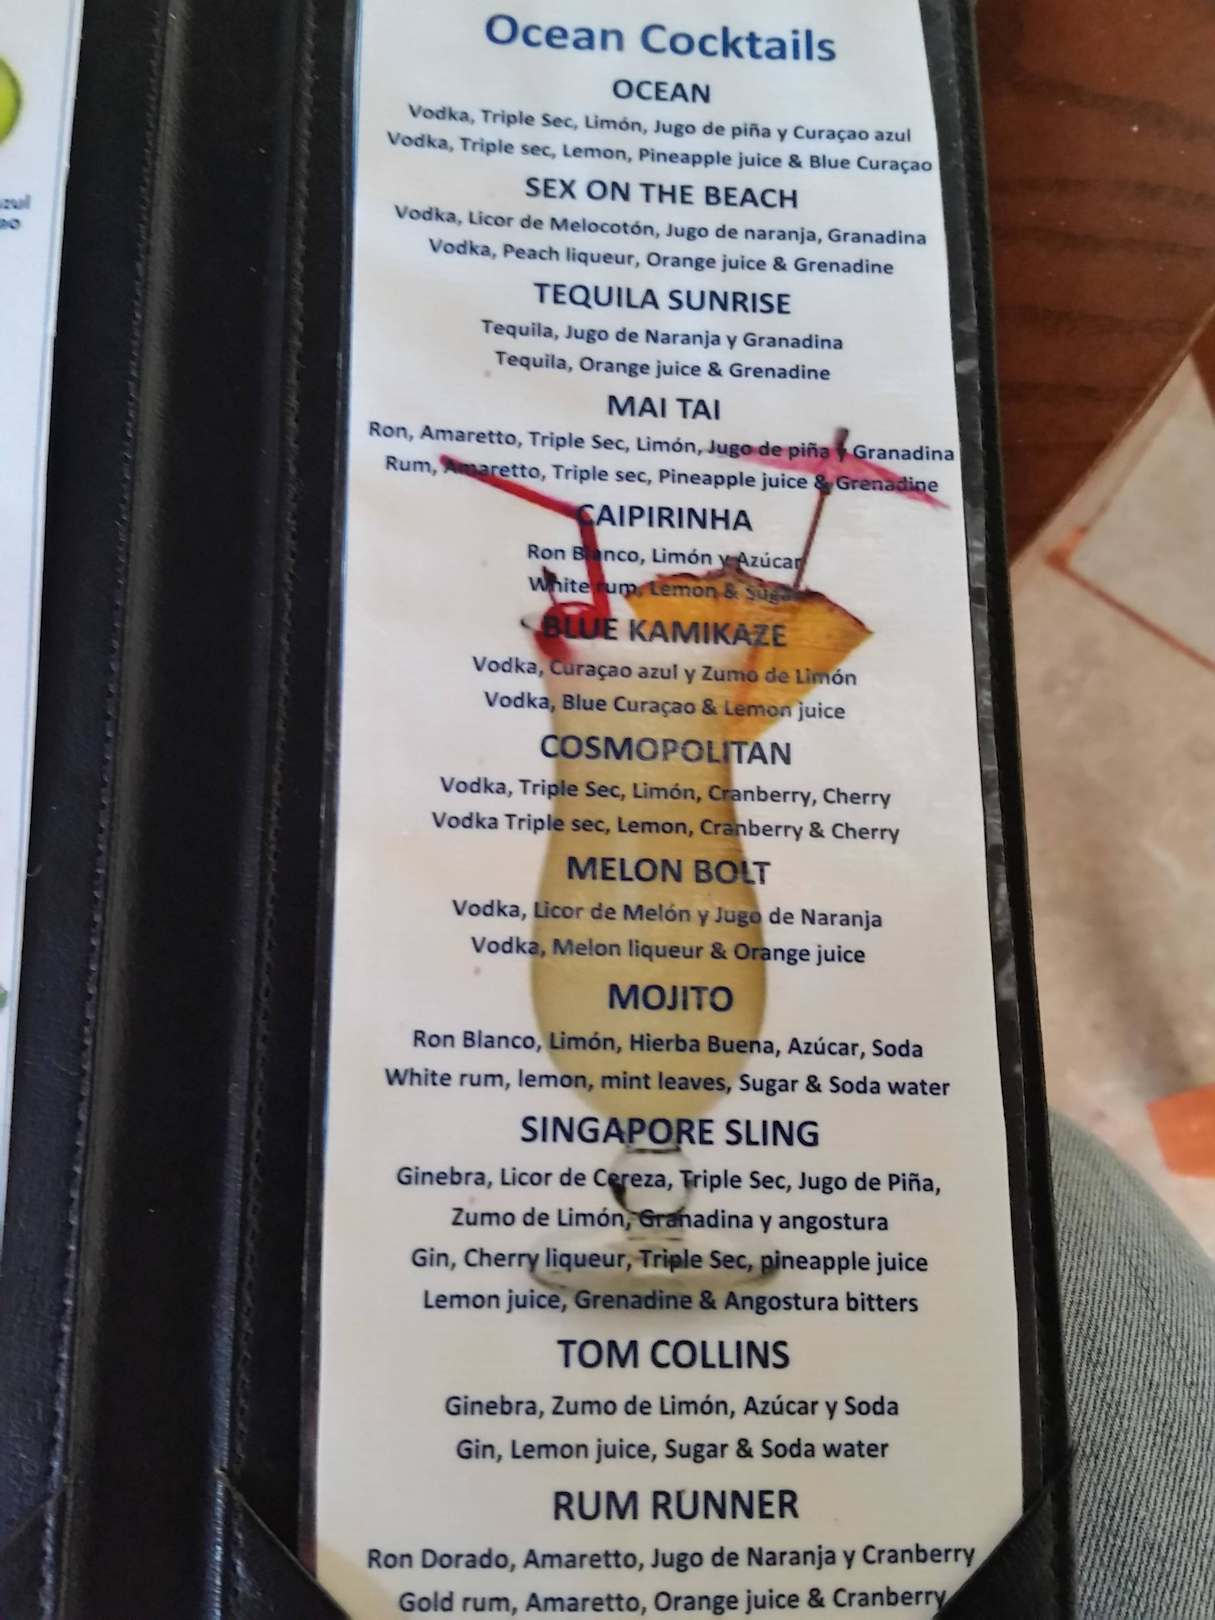 Ocean Cocktails
OCEAN
Vodka, Triple Sec, Limón, Jugo de piña y Curaçao azul
Vodka, Triple sec, Lemon, Pineapple juice & Blue Curaçao
SEX ON THE BEACH
Vodka, Licor de Melocotón, Jugo de naranja, Granadina
Vodka, Peach liqueur, Orange juice & Grenadine
TEQUILA SUNRISE
Tequila, Jugo de Naranja y Granadina
Tequila, Orange juice & Grenadine
MAI TAI
Ron, Amaretto, Triple Sec, Limón, Jugo de piña y Granadina
Rum, Amaretto, Triple sec, Pineapple juice & Grenadine
CAIPIRINHA
Ron Blanco, Limón y Azúcar
White rum, Lemon & Sugar
BLUE KAMIKAZE
Vodka, Curaçao azul y Zumo de Limón
Vodka, Blue Curaçao & Lemon juice
COSMOPOLITAN
Vodka, Triple Sec, Limón, Cranberry, Cherry
Vodka Triple sec, Lemon, Cranberry & Cherry
MELON BOLT
Vodka, Licor de Melón y Jugo de Naranja
Vodka, Melon liqueur & Orange juice
MOJITO
Ron Blanco, Limón, Hierba Buena, Azúcar, Soda
White rum, lemon, mint leaves, Sugar & Soda water
SINGAPORE SLING
Ginebra, Licor de Cereza, Triple Sec, Jugo de Piña,
Zumo de Limón, Granadina y angostura
Gin, Cherry liqueur, Triple Sec, pineapple juice
Lemon juice, Grenadine & Angostura bitters
TOM COLLINS
Ginebra, Zumo de Limón, Azúcar y Soda
Gin, Lemon juice, Sugar & Soda water
RUM RUNNER
Ron Dorado, Amaretto, Jugo de Naranja y Cranberry
Gold rum, Amaretto, Orange juice & Cranberry